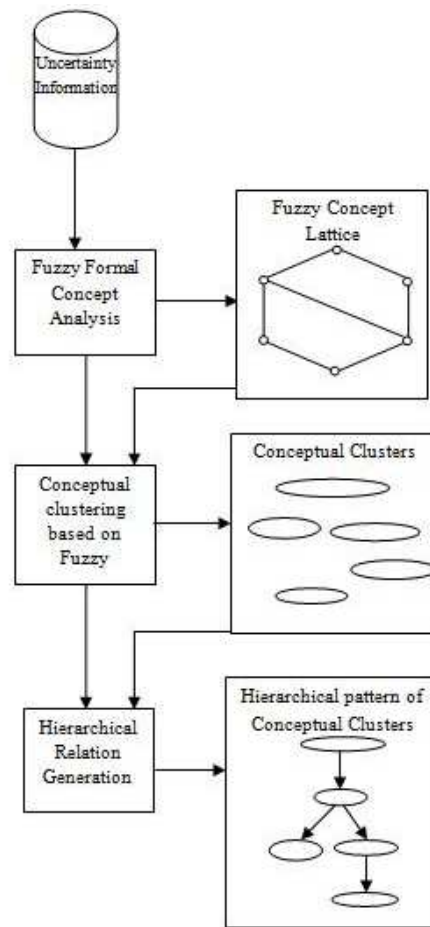 Uncertainty
Information
Fuzzy Concept
Lattice
Fuzzy Formal
Concept
Analysis
Conceptual Clusters
Conceptual
clustering
based on
Fuzzy
Hierarchical pattern of
Conceptual Clusters
Hierarchical
Relation
Generation